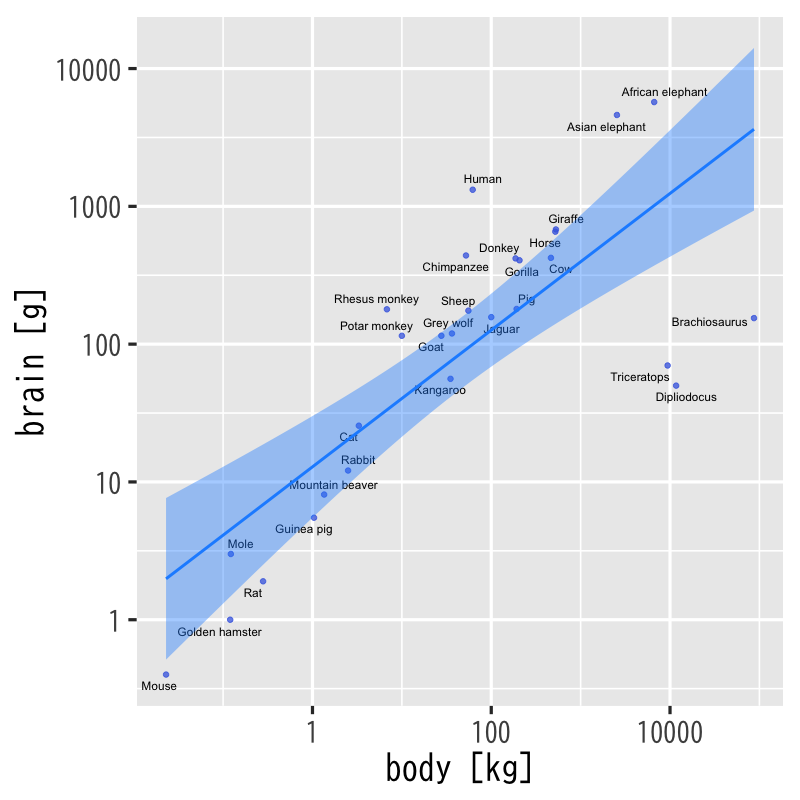 10000
1000
100
10
1
brain [g]
African elephant
Asian elephant
Human
Giraffe
Donkey
Horse
Chimpanzee
Gorilla
Cow
Rhesus monkey
Sheep
Pig
Potar monkey
Grey wolf
Jaguar
Brachiosaurus
Goat
Triceratops
Kangaroo
Dipliodocus
Cat
Rabbit
Mountain beaver
Guinea pig
Mole
Rat
Golden hamster
Mouse
1
100
10000
body [kg]